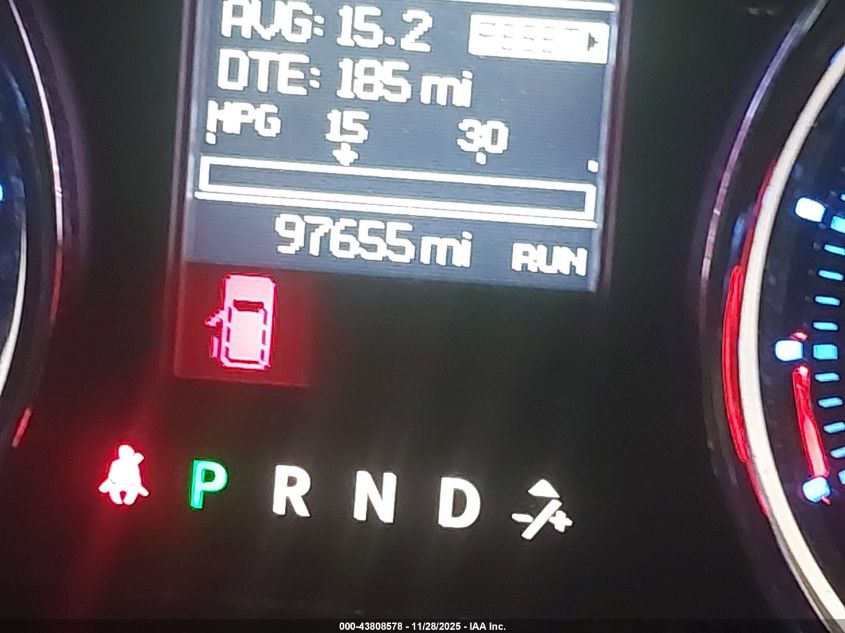 AVG: 15.2
DTE: 185 mi
MPG 15 30
97655 mi RUN
P R N D
000-43808578 - 11/28/2025 - IAA Inc.